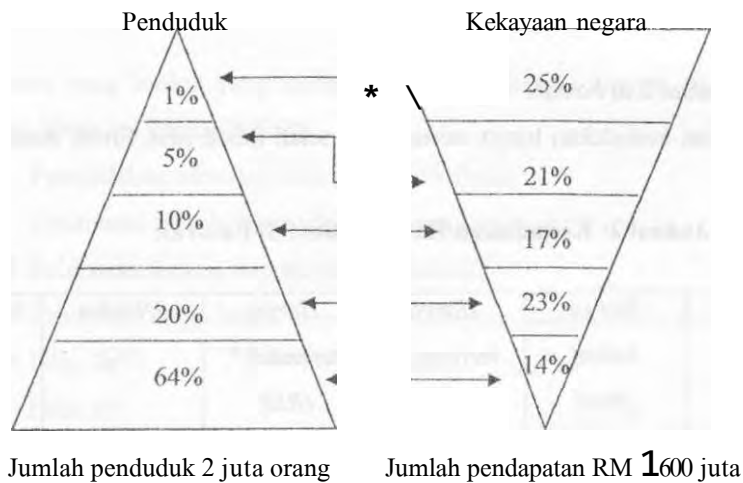 Penduduk Kekayaan negara
1% 25%
5% 21%
10% 17%
20% 23%
64% 14%
Jumlah penduduk 2 juta orang Jumlah pendapatan RM 1600 juta